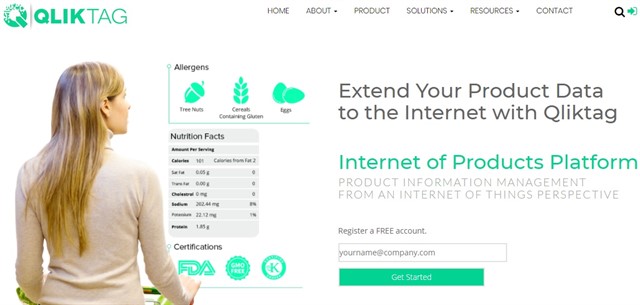 QLIKTAG
HOME ABOUT PRODUCT SOLUTIONS RESOURCES CONTACT
Allergens
Tree Nuts
Cereals
Containing Gluten
Eggs
Nutrition Facts
Amount Per Serving
Calories 101 Calories from Fat 2
Sat Fat 0.05 g
Trans Fat 0.00 g
Cholestrol 0 mg
Sodium 202.44 mg 8%
Potassium 22.13 mg 1%
Protein 1.85 g
Certifications
FDA
GMO
FREE
K
Extend Your Product Data
to the Internet with Qliktag
Internet of Products Platform
PRODUCT INFORMATION MANAGEMENT
FROM AN INTERNET OF THINGS PERSPECTIVE
Register a FREE account.
yourname@company.com
Get Started